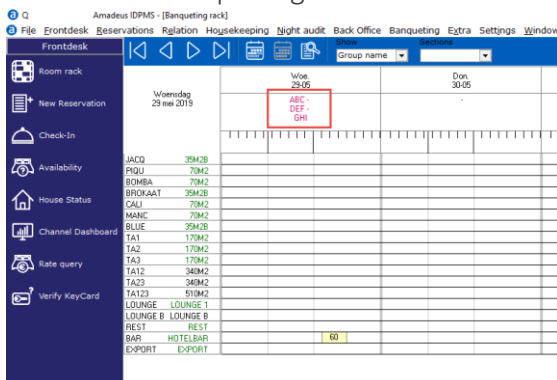 Amadeus IDPMS - [Banqueting rack]
File Frontdesk Reservations Relation Housekeeping Night audit Back Office Banqueting Extra Settings Window
Frontdesk
Show
Sections
Group name
Room rack
New Reservation
Check-In
Availability
House Status
Channel Dashboard
Rate query
Verify KeyCard
Woensdag
29 mei 2019
Woe.
29-05
Don.
30-05
ABC -
DEF -
GHI
-
JACQ 35M2B
PIQU 70M2
BOMBA 70M2
BROKAAT 35M2B
CALI 70M2
MANC 70M2
BLUE 35M2B
TA1 170M2
TA2 170M2
TA3 170M2
TA12 340M2
TA23 340M2
TA123 510M2
LOUNGE LOUNGE 1
LOUNGE B LOUNGE B
REST REST
BAR HOTELBAR 60
EXPORT EXPORT